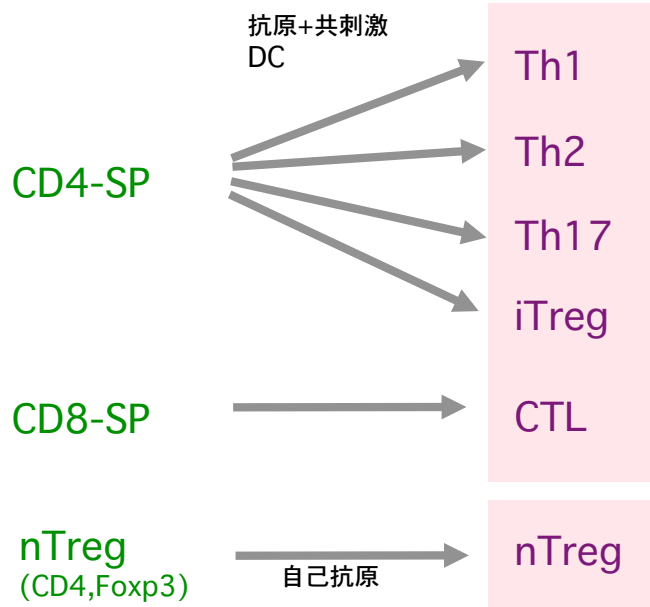 抗原+共刺激
DC
CD4-SP
Th1
Th2
Th17
iTreg
CD8-SP
CTL
nTreg
(CD4,Foxp3)
自己抗原
nTreg